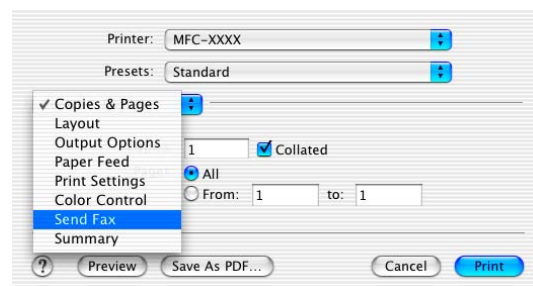 Printer: MFC-XXXX
Presets: Standard
✓ Copies & Pages
Layout
Output Options
1 Collated
Paper Feed
All
Print Settings
From: 1 to: 1
Color Control
Send Fax
Summary
? Preview Save As PDF... Cancel Print